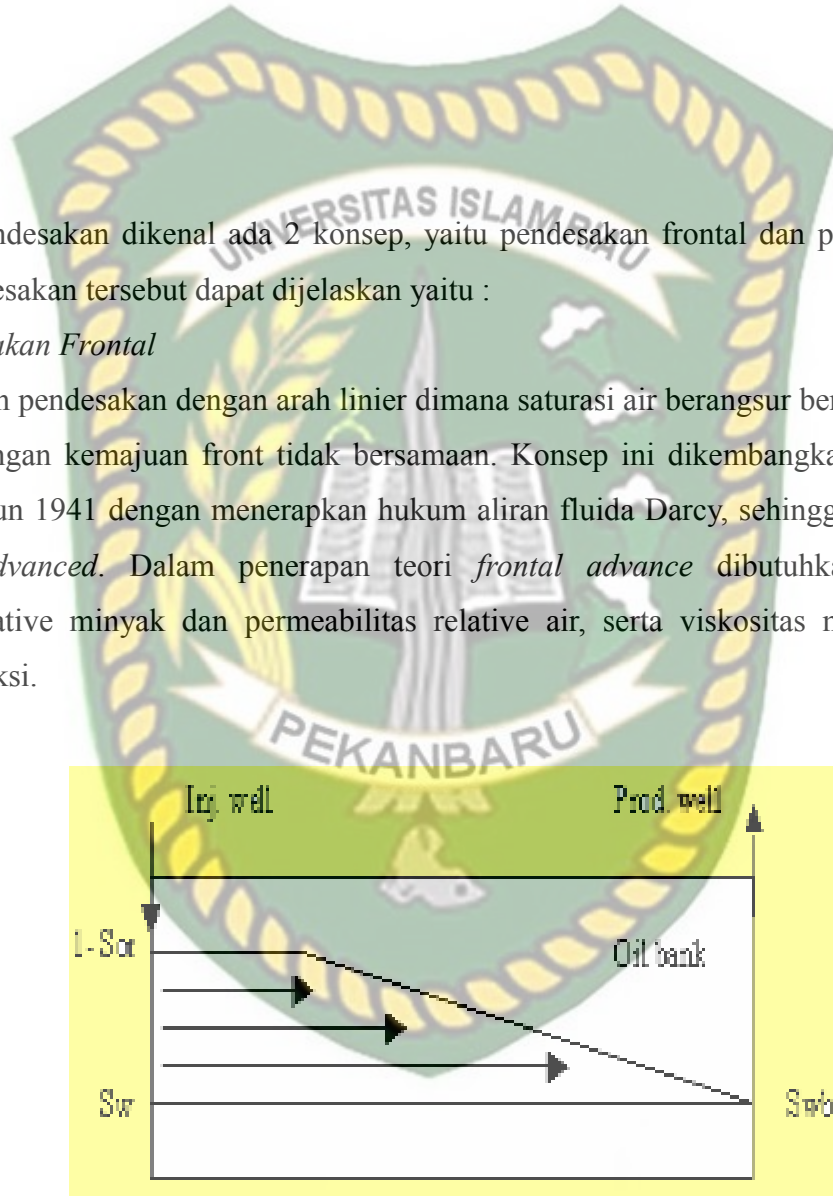 ndesakan dikenal ada 2 konsep, yaitu pendesakan frontal dan p
UNIVERSITAS ISLAM RIAU
esakan tersebut dapat dijelaskan yaitu :
akan Frontal
n pendesakan dengan arah linier dimana saturasi air berangsur ber
ngan kemajuan front tidak bersamaan. Konsep ini dikembangka
un 1941 dengan menerapkan hukum aliran fluida Darcy, sehingg
dvanced. Dalam penerapan teori frontal advance dibutuhka
ative minyak dan permeabilitas relative air, serta viskositas m
ksi.
PEKANBARU
Inj. well Prod. well
1-Sor Oil bank
Sw Swb